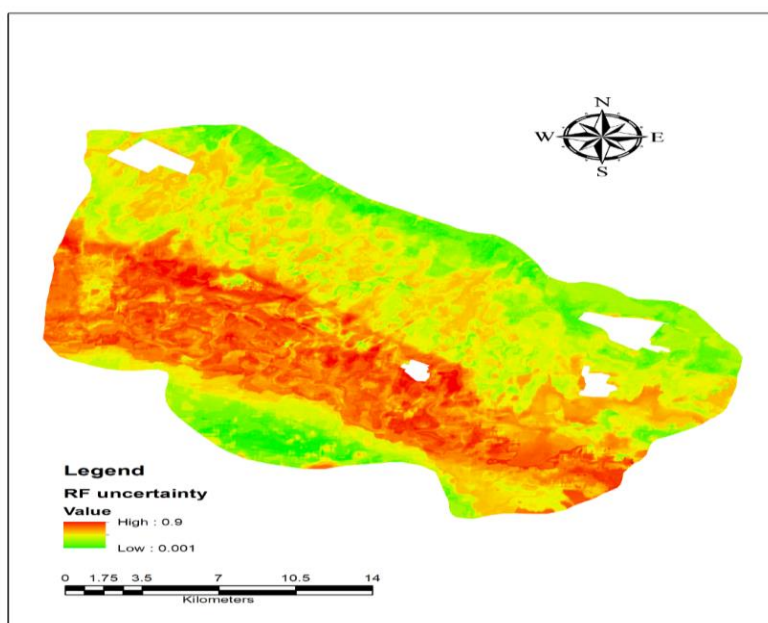 N
W E
S
Legend
RF uncertainty
Value
High : 0.9
Low : 0.001
0 1.75 3.5 7 10.5 14
Kilometers